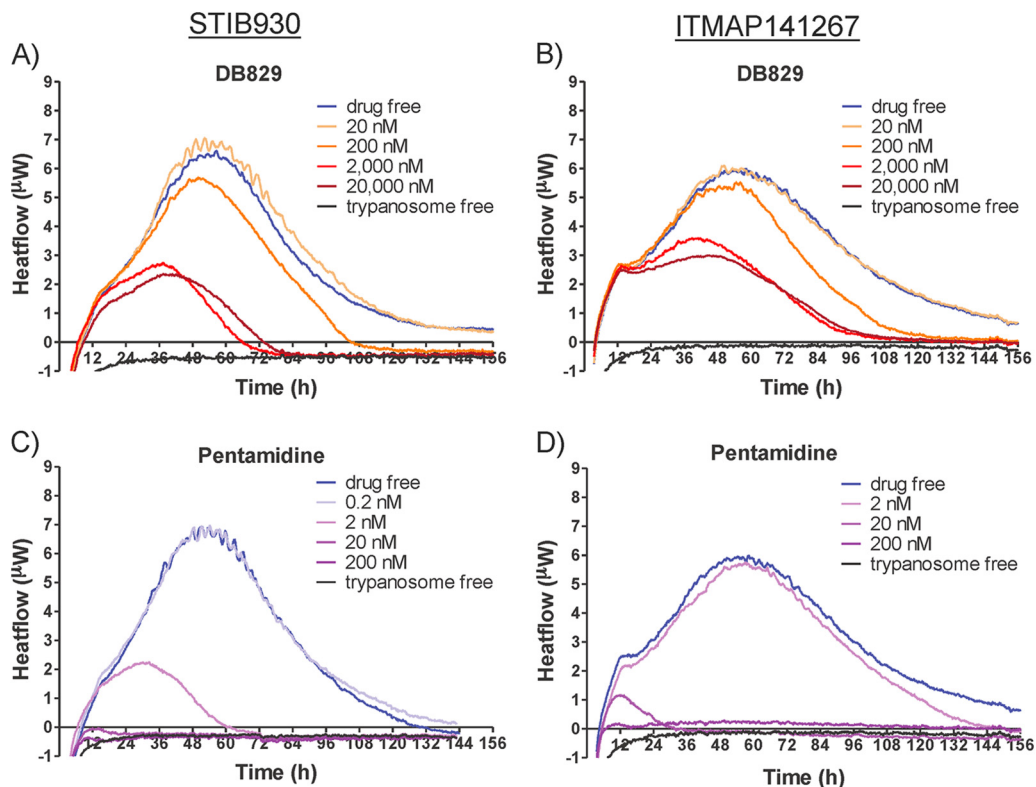 STIB930
ITMAP141267
A)
DB829
9
8
7
6
5
4
3
2
1
0
-1
Heatflow (µW)
drug free
20 nM
200 nM
2,000 nM
20,000 nM
trypanosome free
12 24 36 48 60 72 84 96 108 120 132 144 156
Time (h)
B)
DB829
9
8
7
6
5
4
3
2
1
0
-1
Heatflow (µW)
drug free
20 nM
200 nM
2,000 nM
20,000 nM
trypanosome free
12 24 36 48 60 72 84 96 108 120 132 144 156
Time (h)
C)
Pentamidine
9
8
7
6
5
4
3
2
1
0
-1
Heatflow (µW)
drug free
0.2 nM
2 nM
20 nM
200 nM
trypanosome free
12 24 36 48 60 72 84 96 108 120 132 144 156
Time (h)
D)
Pentamidine
9
8
7
6
5
4
3
2
1
0
-1
Heatflow (µW)
drug free
2 nM
20 nM
200 nM
trypanosome free
12 24 36 48 60 72 84 96 108 120 132 144 156
Time (h)